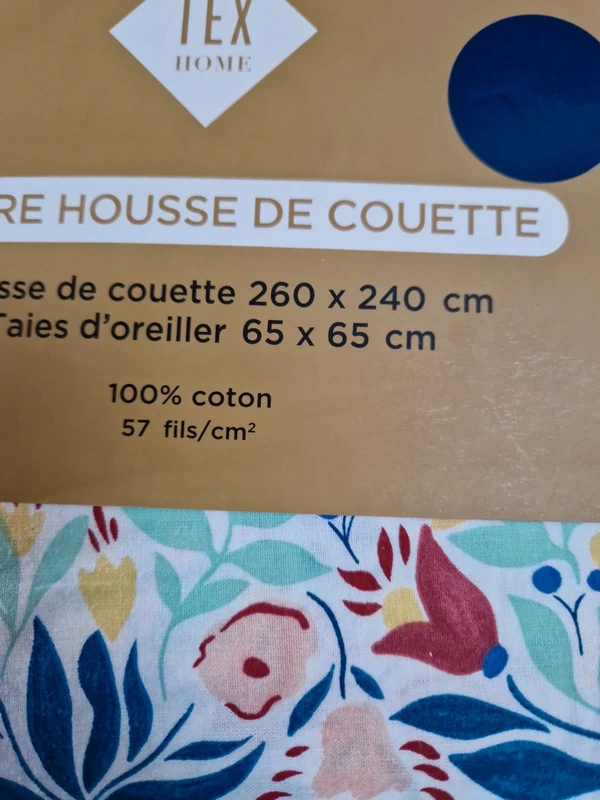 TEX
HOME
RE HOUSSE DE COUETTE
sse de couette 260 x 240 cm
Taies d'oreiller 65 x 65 cm
100% coton
57 fils/cm²